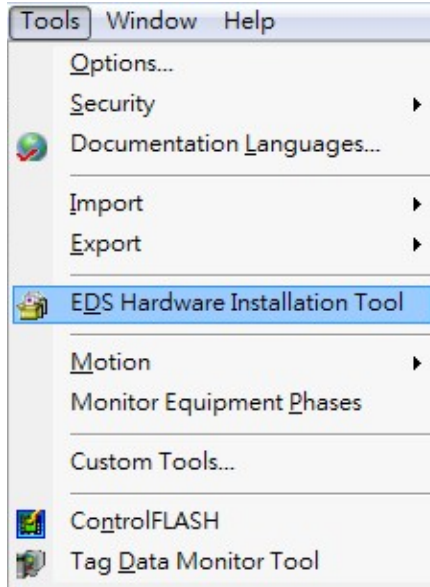 Tools Window Help
Options...
Security
Documentation Languages...
Import
Export
EDS Hardware Installation Tool
Motion
Monitor Equipment Phases
Custom Tools...
ControlFLASH
Tag Data Monitor Tool